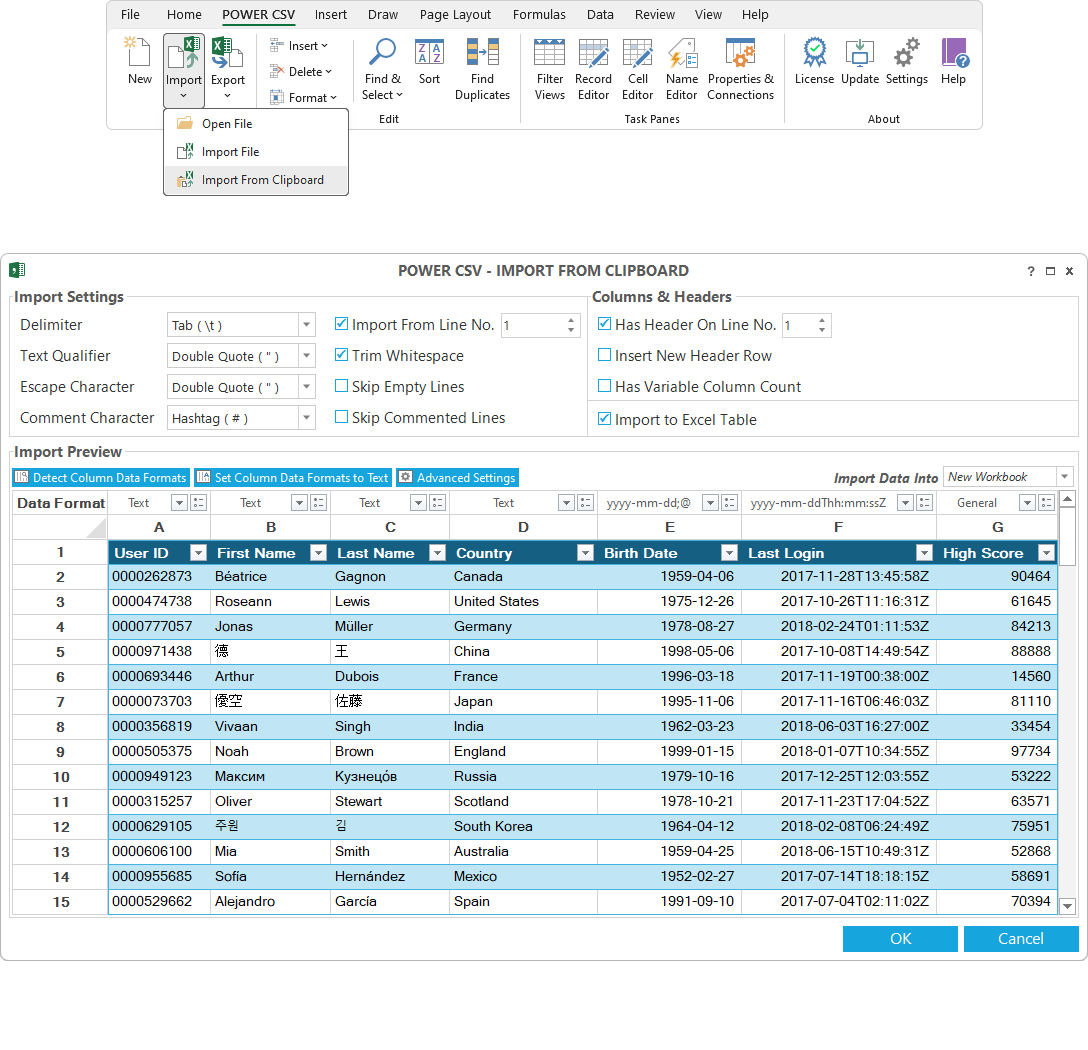 File Home POWER CSV Insert Draw Page Layout Formulas Data Review View Help
New Import Export Insert Delete Format Find & Select Sort Find Duplicates Filter Views Record Editor Cell Editor Name Editor Properties & Connections License Update Settings Help
Edit Task Panes About
Open File
Import File
Import From Clipboard
POWER CSV - IMPORT FROM CLIPBOARD ?
Import Settings Columns & Headers
Delimiter Tab ( \t ) Import From Line No. 1 Has Header On Line No. 1
Text Qualifier Double Quote ( " ) Trim Whitespace Insert New Header Row
Escape Character Double Quote ( " ) Skip Empty Lines Has Variable Column Count
Comment Character Hashtag ( # ) Skip Commented Lines Import to Excel Table
Import Preview
Detect Column Data Formats Set Column Data Formats to Text Advanced Settings Import Data Into New Workbook
Data Format Text Text Text Text yyyy-mm-dd;@ yyyy-mm-ddThh:mm:ssZ General
A B C D E F G
1 User ID First Name Last Name Country Birth Date Last Login High Score
2 0000262873 Béatrice Gagnon Canada 1959-04-06 2017-11-28T13:45:58Z 90464
3 0000474738 Roseann Lewis United States 1975-12-26 2017-10-26T11:16:31Z 61645
4 0000777057 Jonas Müller Germany 1978-08-27 2018-02-24T01:11:53Z 84213
5 0000971438 德 王 China 1998-05-06 2017-10-08T14:49:54Z 88888
6 0000693446 Arthur Dubois France 1996-03-18 2017-11-19T00:38:00Z 14560
7 0000073703 優空 佐藤 Japan 1995-11-06 2017-11-16T06:46:03Z 81110
8 0000356819 Vivaan Singh India 1962-03-23 2018-06-03T16:27:00Z 33454
9 0000505375 Noah Brown England 1999-01-15 2018-01-07T10:34:55Z 97734
10 0000949123 Максим Кузнецо́в Russia 1979-10-16 2017-12-25T12:03:55Z 53222
11 0000315257 Oliver Stewart Scotland 1978-10-21 2017-11-23T17:04:52Z 63571
12 0000629105 주원 김 South Korea 1964-04-12 2018-02-08T06:24:49Z 75951
13 0000606100 Mia Smith Australia 1959-04-25 2018-06-15T10:49:31Z 52868
14 0000955685 Sofía Hernández Mexico 1952-02-27 2017-07-14T18:18:15Z 58691
15 0000529662 Alejandro García Spain 1991-09-10 2017-07-04T02:11:02Z 70394
OK Cancel